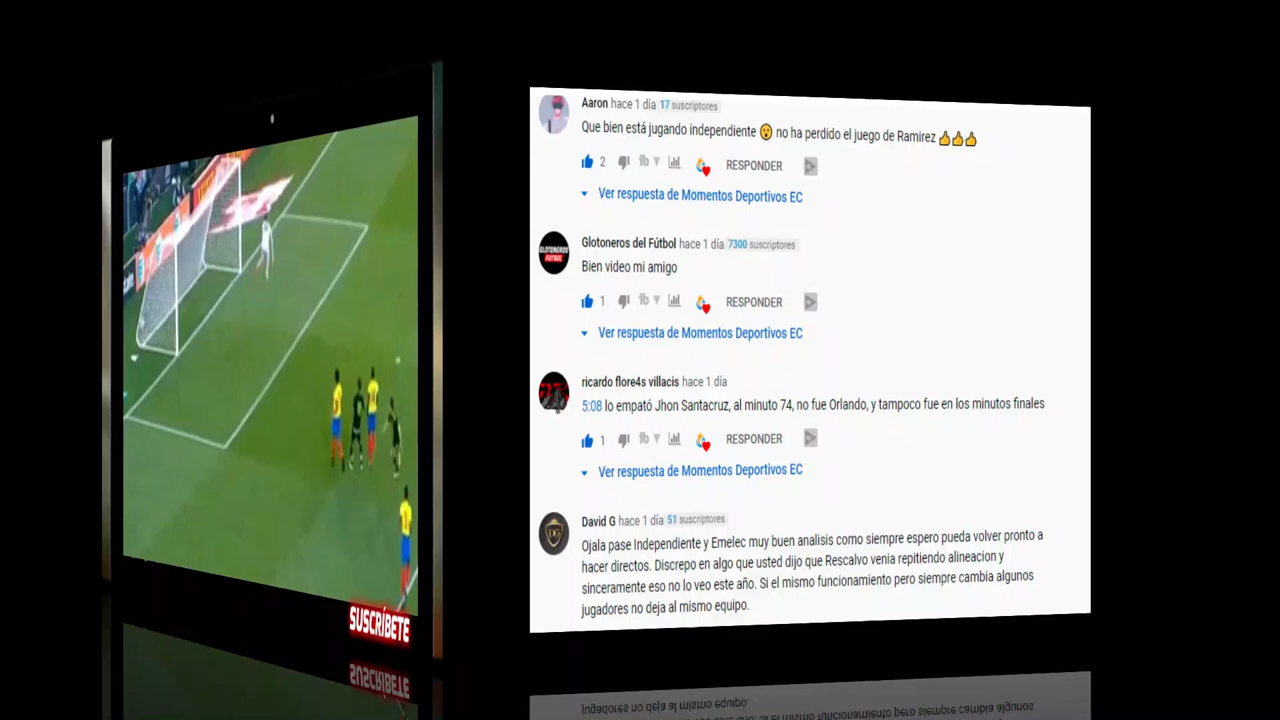 Aaron hace 1 día 17 suscriptores
Que bien está jugando independiente 😮 no ha perdido el juego de Ramirez 👍👍👍
2 RESPONDER
Ver respuesta de Momentos Deportivos EC
GLOTONEROS
FÚTBOL
Glotoneros del Fútbol hace 1 día 7300 suscriptores
Bien video mi amigo
1 RESPONDER
Ver respuesta de Momentos Deportivos EC
ricardo flore4s villacis hace 1 día
5:08 lo empató Jhon Santacruz, al minuto 74, no fue Orlando, y tampoco fue en los minutos finales
1 RESPONDER
Ver respuesta de Momentos Deportivos EC
David G hace 1 día 51 suscriptores
Ojala pase Independiente y Emelec muy buen analisis como siempre espero pueda volver pronto a
hacer directos. Discrepo en algo que usted dijo que Rescalvo venia repitiendo alineacion y
sinceramente eso no lo veo este año. Si el mismo funcionamiento pero siempre cambia algunos
jugadores no deja al mismo equipo.
SUSCRÍBETE